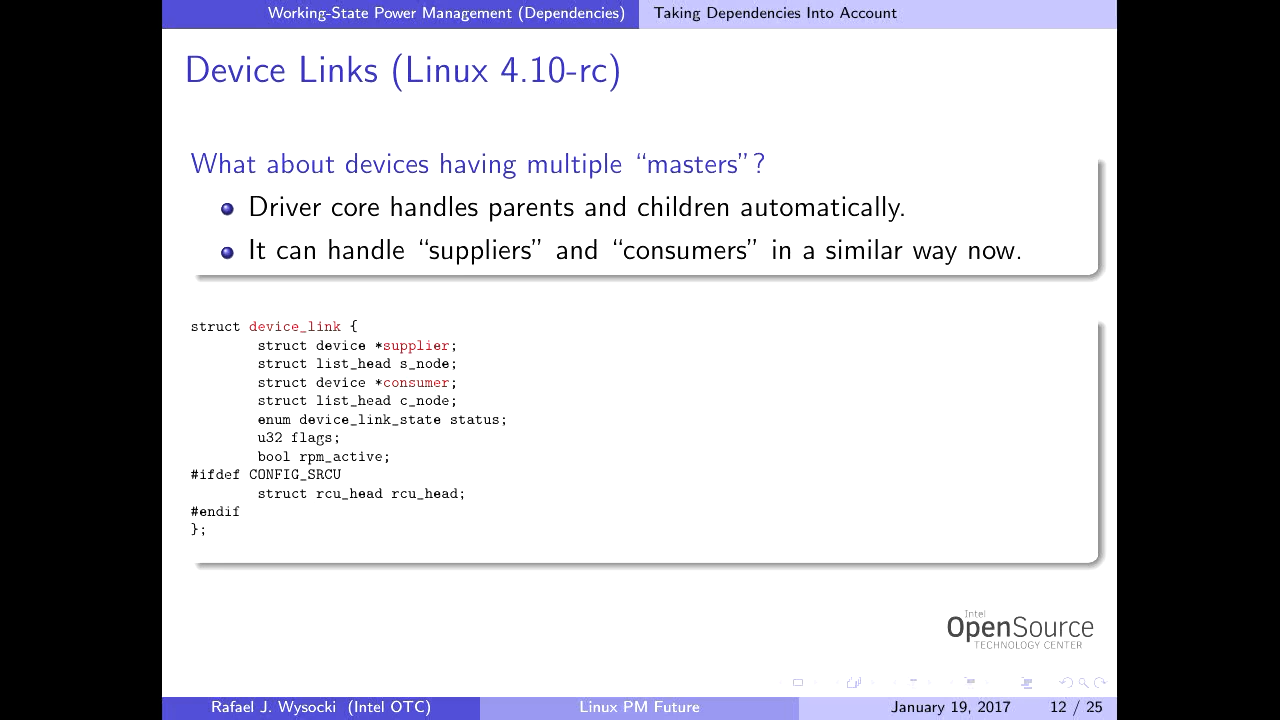 Working-State Power Management (Dependencies) Taking Dependencies Into Account
Device Links (Linux 4.10-rc)
What about devices having multiple “masters”?
Driver core handles parents and children automatically.
It can handle “suppliers” and “consumers” in a similar way now.
struct device_link {
        struct device *supplier;
        struct list_head s_node;
        struct device *consumer;
        struct list_head c_node;
        enum device_link_state status;
        u32 flags;
        bool rpm_active;
#ifdef CONFIG_SRCU
        struct rcu_head rcu_head;
#endif
};
Intel
OpenSource
TECHNOLOGY CENTER
Rafael J. Wysocki (Intel OTC) Linux PM Future January 19, 2017 12 / 25